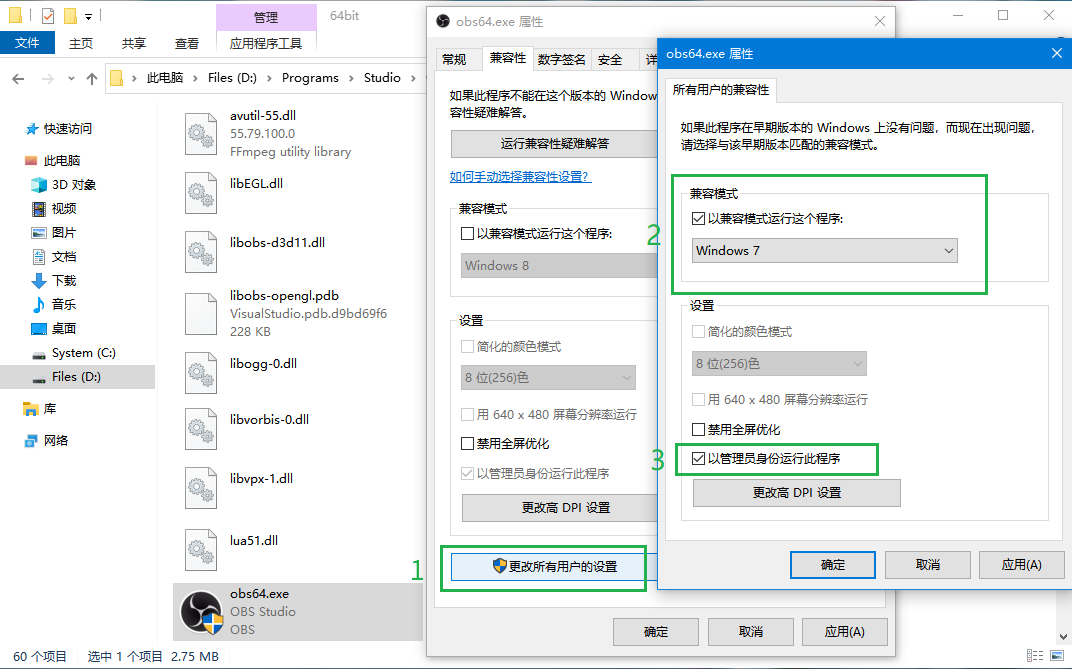 管理
64bit
文件
主页
共享
查看
应用程序工具
此电脑 > Files (D:) > Programs > Studio >
快速访问
此电脑
3D 对象
视频
图片
文档
下载
音乐
桌面
System (C:)
Files (D:)
库
网络
avutil-55.dll
55.79.100.0
FFmpeg utility library
libEGL.dll
libobs-d3d11.dll
libobs-opengl.pdb
VisualStudio.pdb.d9bd69f6
228 KB
libogg-0.dll
libvorbis-0.dll
libvpx-1.dll
lua51.dll
obs64.exe
OBS Studio
OBS
60 个项目
选中 1 个项目 2.75 MB
obs64.exe 属性
常规
兼容性
数字签名
安全
详
如果此程序不能在这个版本的 Window
容性疑难解答。
运行兼容性疑难解答
如何手动选择兼容性设置?
兼容模式
以兼容模式运行这个程序:
Windows 8
设置
简化的颜色模式
8 位(256)色
用 640 x 480 屏幕分辨率运行
禁用全屏优化
以管理员身份运行此程序
更改高 DPI 设置
1
更改所有用户的设置
确定
取消
应用(A)
obs64.exe 属性
所有用户的兼容性
如果此程序在早期版本的 Windows 上没有问题，而现在出现问题，
请选择与该早期版本匹配的兼容模式。
2
兼容模式
以兼容模式运行这个程序:
Windows 7
设置
简化的颜色模式
8 位(256)色
用 640 x 480 屏幕分辨率运行
禁用全屏优化
3
以管理员身份运行此程序
更改高 DPI 设置
确定
取消
应用(A)